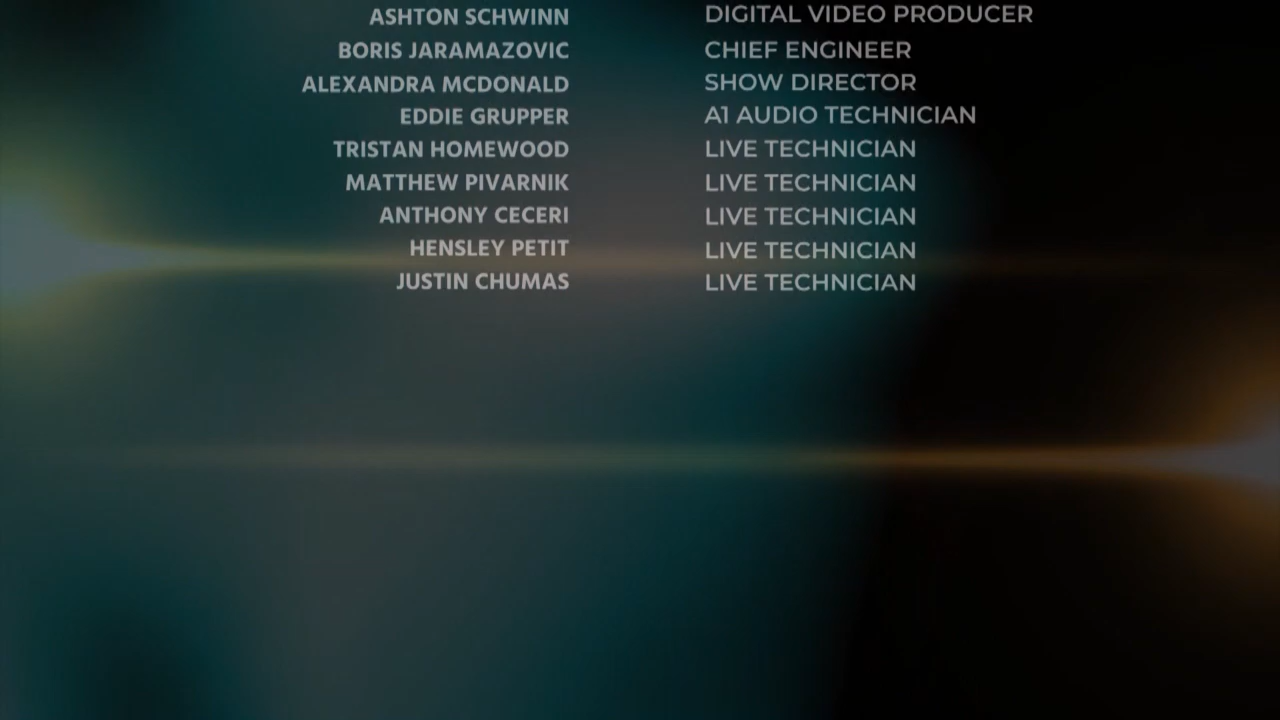 ASHTON SCHWINN DIGITAL VIDEO PRODUCER
BORIS JARAMAZOVIC CHIEF ENGINEER
ALEXANDRA MCDONALD SHOW DIRECTOR
EDDIE GRUPPER A1 AUDIO TECHNICIAN
TRISTAN HOMEWOOD LIVE TECHNICIAN
MATTHEW PIVARNIK LIVE TECHNICIAN
ANTHONY CECERI LIVE TECHNICIAN
HENSLEY PETIT LIVE TECHNICIAN
JUSTIN CHUMAS LIVE TECHNICIAN